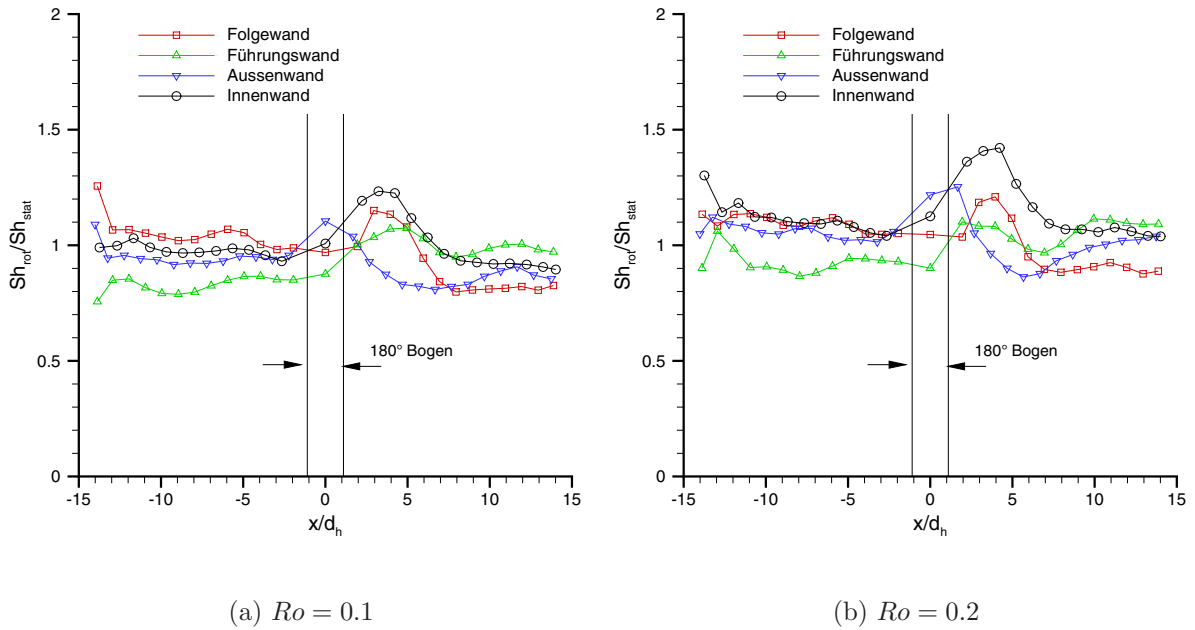 2
1.5
1
0.5
0
Sh_rot/Sh_stat
Folgewand
Führungswand
Aussenwand
Innenwand
180° Bogen
-15
-10
-5
0
5
10
15
x/d_h
(a) Ro = 0.1
2
1.5
1
0.5
0
Sh_rot/Sh_stat
Folgewand
Führungswand
Aussenwand
Innenwand
180° Bogen
-15
-10
-5
0
5
10
15
x/d_h
(b) Ro = 0.2